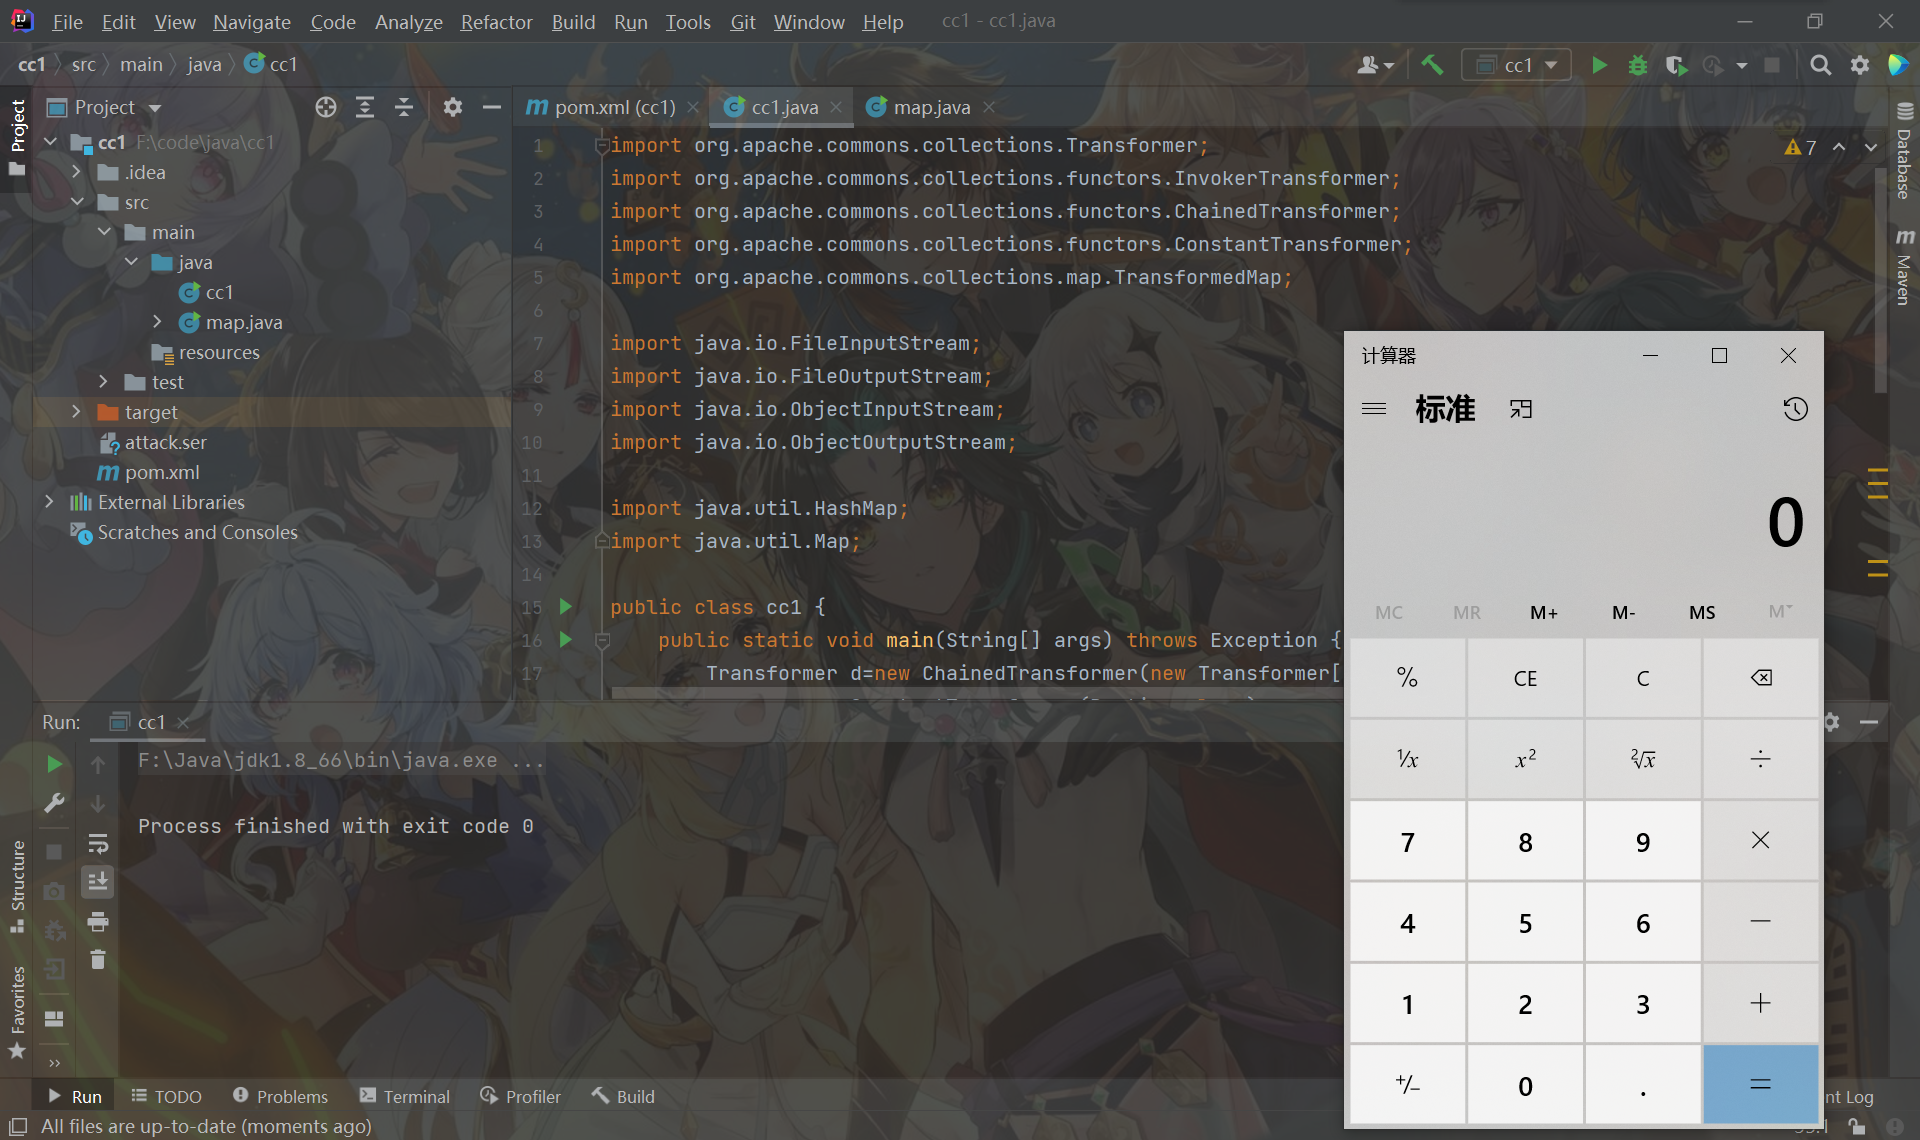 File Edit View Navigate Code Analyze Refactor Build Run Tools Git Window Help cc1 - cc1.java
cc1 src main java cc1
cc1
Project
Project
pom.xml (cc1) cc1.java map.java
cc1 F:\code\java\cc1
.idea
src
main
java
cc1
map.java
resources
test
target
attack.ser
pom.xml
External Libraries
Scratches and Consoles
1 import org.apache.commons.collections.Transformer;
2 import org.apache.commons.collections.functors.InvokerTransformer;
3 import org.apache.commons.collections.functors.ChainedTransformer;
4 import org.apache.commons.collections.functors.ConstantTransformer;
5 import org.apache.commons.collections.map.TransformedMap;
6
7 import java.io.FileInputStream;
8 import java.io.FileOutputStream;
9 import java.io.ObjectInputStream;
10 import java.io.ObjectOutputStream;
11
12 import java.util.HashMap;
13 import java.util.Map;
14
15 public class cc1 {
16 public static void main(String[] args) throws Exception {
17 Transformer d=new ChainedTransformer(new Transformer[
7
Database
Maven
计算器
标准
0
MC MR M+ M- MS M˅
% CE C
¹/x x² ²√x ÷
7 8 9 ×
4 5 6 −
1 2 3 +
+/− 0 . =
Run: cc1
F:\Java\jdk1.8_66\bin\java.exe ...
Process finished with exit code 0
Structure
Favorites
Run TODO Problems Terminal Profiler Build nt Log
All files are up-to-date (moments ago)